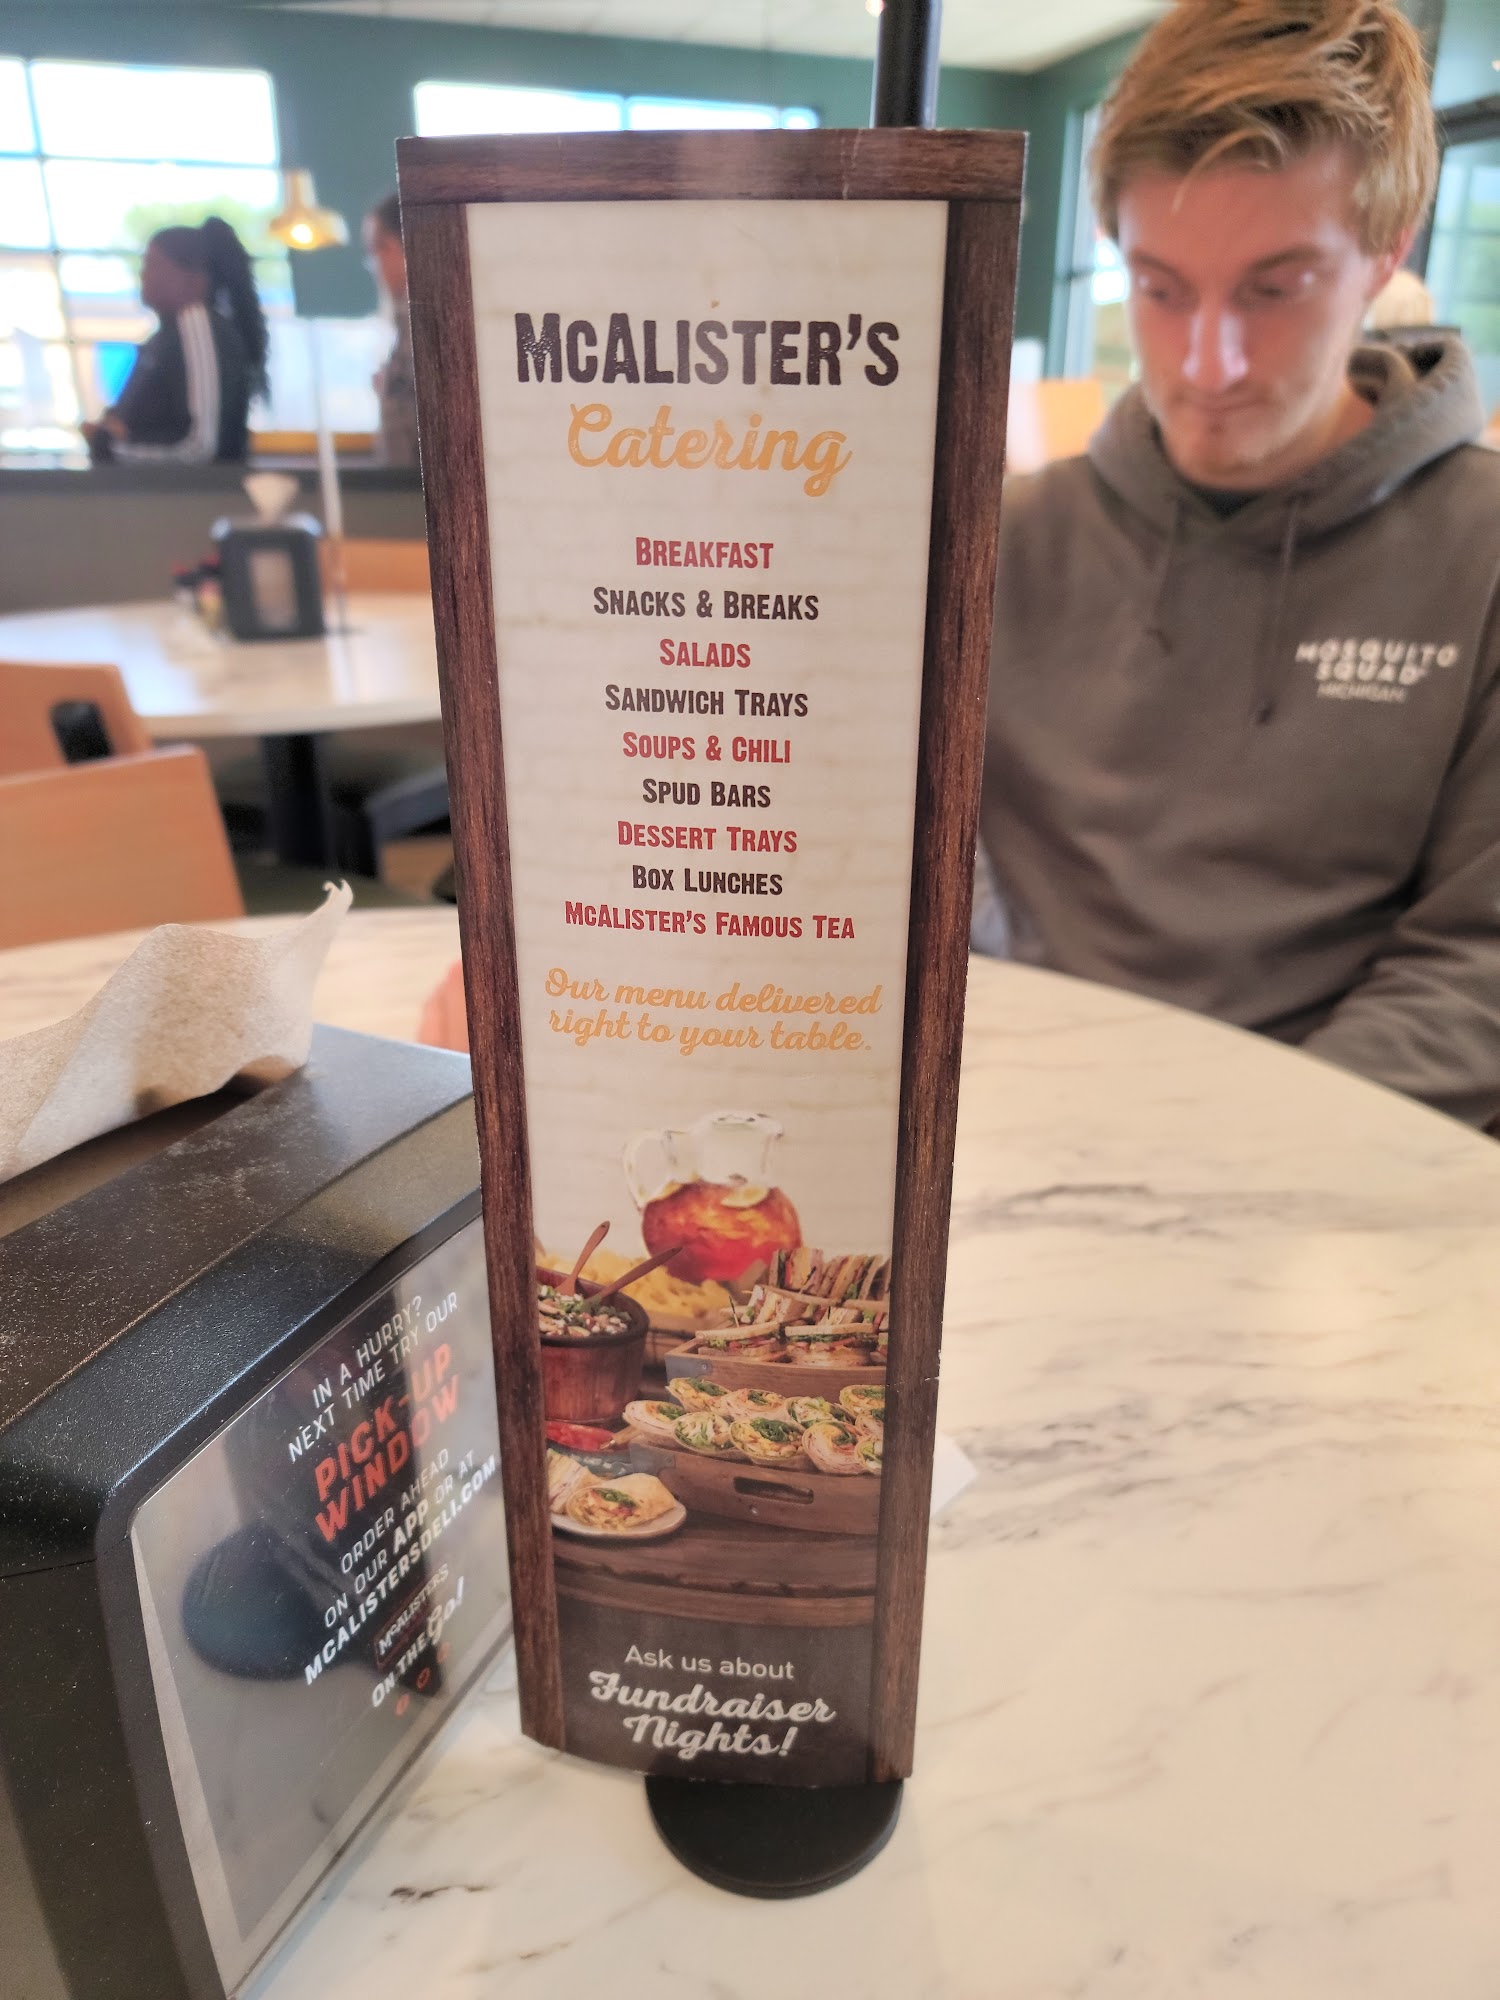 McAlister's
Catering
Breakfast
Snacks & Breaks
Salads
Sandwich Trays
Soups & Chili
Spud Bars
Dessert Trays
Box Lunches
McAlister's Famous Tea
Our menu delivered
right to your table.
Ask us about
Fundraiser
Nights!
IN A HURRY?
NEXT TIME TRY OUR
PICK-UP
WINDOW
ORDER AHEAD
ON OUR APP OR AT
MCALISTERSDELI.COM
McALISTER'S
ON THE Go!
MOSQUITO
SQUAD
MICHIGAN